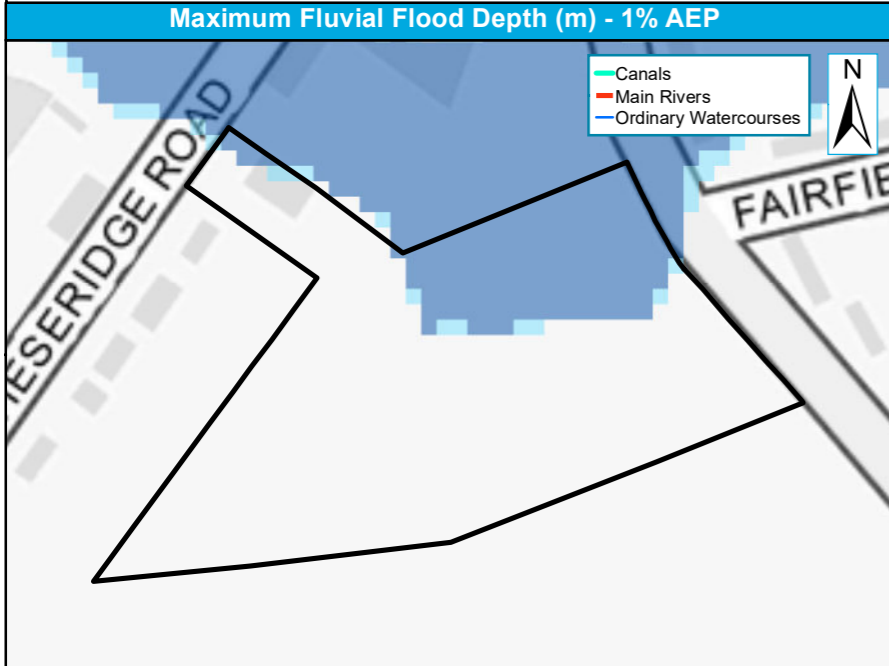 Maximum Fluvial Flood Depth (m) - 1% AEP
Canals
Main Rivers
Ordinary Watercourses
N
ESERIDGE ROAD
FAIRFIE